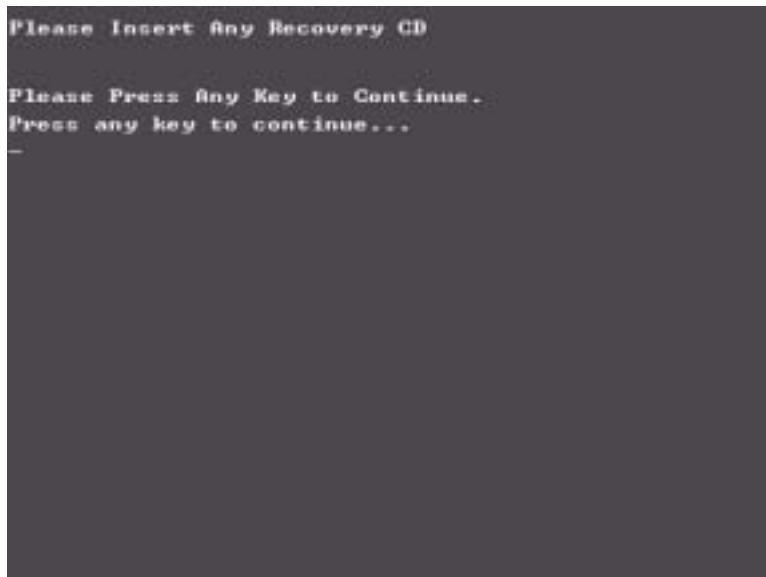 Please Insert Any Recovery CD
Please Press Any Key to Continue.
Press any key to continue...